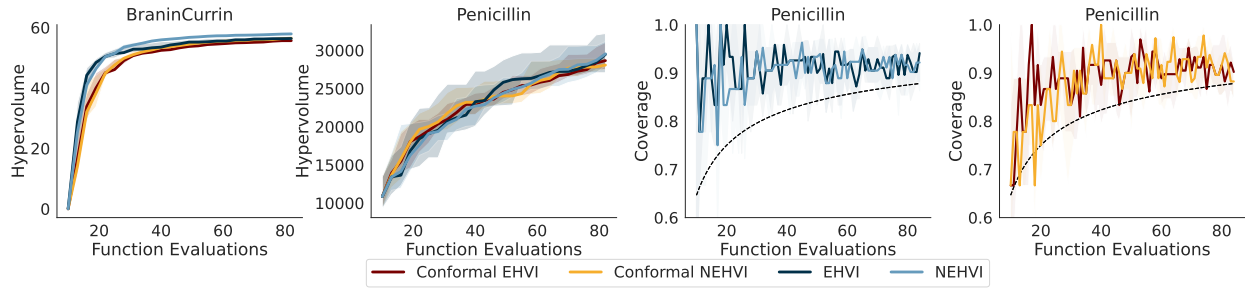 BraninCurrin
60
40
20
0
Hypervolume
20
40
60
80
Function Evaluations
Penicillin
30000
25000
20000
15000
10000
Hypervolume
20
40
60
80
Function Evaluations
Penicillin
1.0
0.9
0.8
0.7
0.6
Coverage
20
40
60
80
Function Evaluations
Penicillin
1.0
0.9
0.8
0.7
0.6
Coverage
20
40
60
80
Function Evaluations
Conformal EHVI
Conformal NEHVI
EHVI
NEHVI